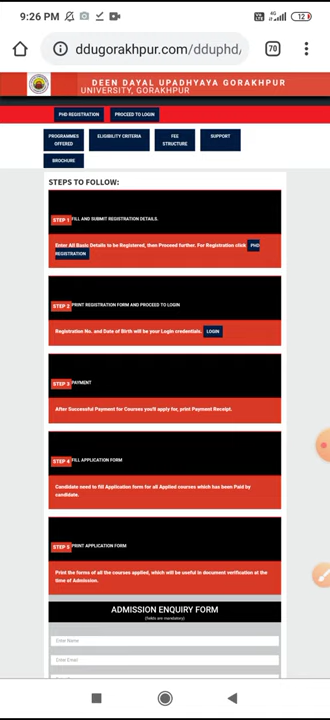 9:26 PM
4G
12
ddugorakhpur.com/dduphd/
70
DEEN DAYAL UPADHYAYA GORAKHPUR
UNIVERSITY, GORAKHPUR
PHD REGISTRATION
PROCEED TO LOGIN
PROGRAMMES
OFFERED
ELIGIBILITY CRITERIA
FEE
STRUCTURE
SUPPORT
BROCHURE
STEPS TO FOLLOW:
STEP 1 FILL AND SUBMIT REGISTRATION DETAILS.
Enter All Basic Details to be Registered, then Proceed further. For Registration click PHD
REGISTRATION
STEP 2 PRINT REGISTRATION FORM AND PROCEED TO LOGIN
Registration No. and Date of Birth will be your Login credentials. LOGIN
STEP 3 PAYMENT
After Successful Payment for Courses you'll apply for, print Payment Receipt.
STEP 4 FILL APPLICATION FORM
Candidate need to fill Application form for all Applied courses which has been Paid by
candidate.
STEP 5 PRINT APPLICATION FORM
Print the forms of all the courses applied, which will be useful in document verification at the
time of Admission.
ADMISSION ENQUIRY FORM
(fields are mandatory)
Enter Name
Enter Email